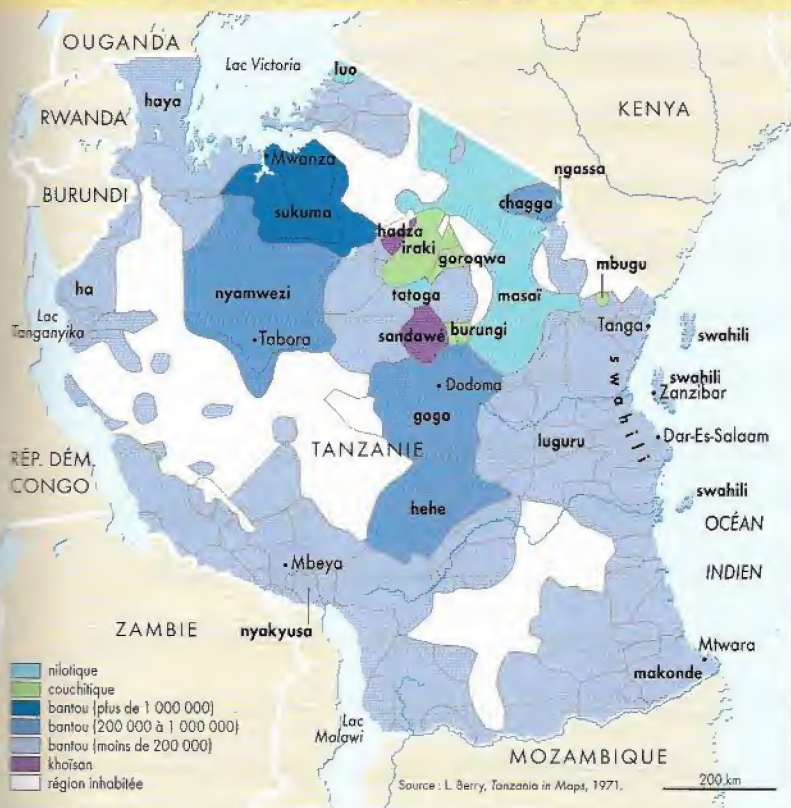 OUGANDA
Lac Victoria
luo
haya
RWANDA
KENYA
Mwanza
ngassa
BURUNDI
chagga
sukuma
hadza
iraki
goroqwa
mbugu
ha
nyamwezi
tatoga
masaï
Lac
Tanganyika
Tabora
sandawé
burungi
Tanga
swahili
swahili
swahili
Zanzibar
Dodoma
gogo
TANZANIE
luguru
Dar-Es-Salaam
RÉP. DÉM.
CONGO
swahili
hehe
OCÉAN
INDIEN
Mbeya
ZAMBIE
nyakyusa
Mtwara
makonde
nilotique
couchitique
bantou (plus de 1 000 000)
bantou (200 000 à 1 000 000)
bantou (moins de 200 000)
khoïsan
région inhabitée
Lac
Malawi
MOZAMBIQUE
Source : L. Berry, Tanzania in Maps, 1971.
200 km